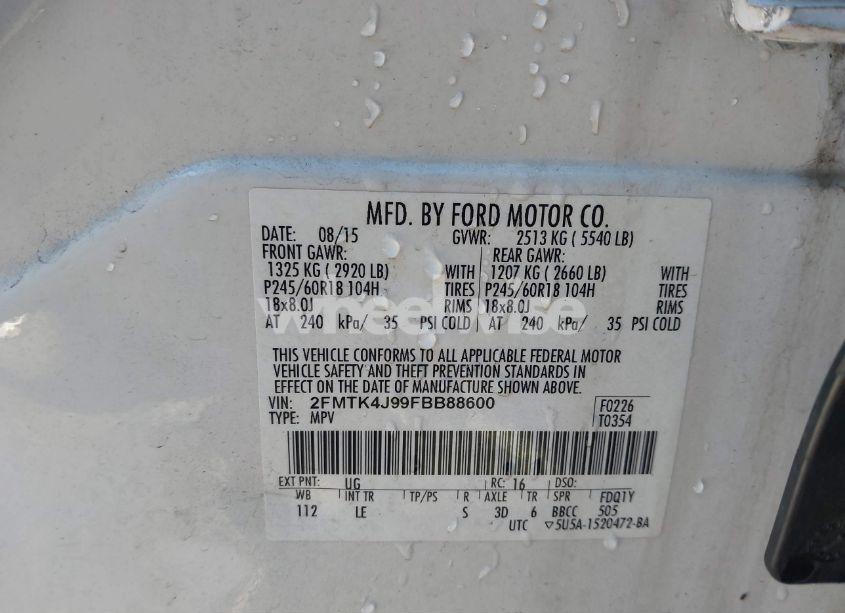 MFD. BY FORD MOTOR CO.
DATE: 08/15 GVWR: 2513 KG ( 5540 LB)
FRONT GAWR: REAR GAWR:
1325 KG ( 2920 LB) WITH 1207 KG ( 2660 LB) WITH
P245/60R18 104H TIRES P245/60R18 104H TIRES
18x8.0J RIMS 18x8.0J RIMS
AT 240 kPa/ 35 PSI COLD AT 240 kPa/ 35 PSI COLD
wheelwise
THIS VEHICLE CONFORMS TO ALL APPLICABLE FEDERAL MOTOR
VEHICLE SAFETY AND THEFT PREVENTION STANDARDS IN
EFFECT ON THE DATE OF MANUFACTURE SHOWN ABOVE.
VIN: 2FMTK4J99FBB88600 F0226
TYPE: MPV T0354
EXT PNT: UG RC: 16 DSO:
WB INT TR TP/PS R AXLE TR SPR FDQ1Y
112 LE S 3D 6 BBCC 505
UTC ▽5U5A-1520472-BA